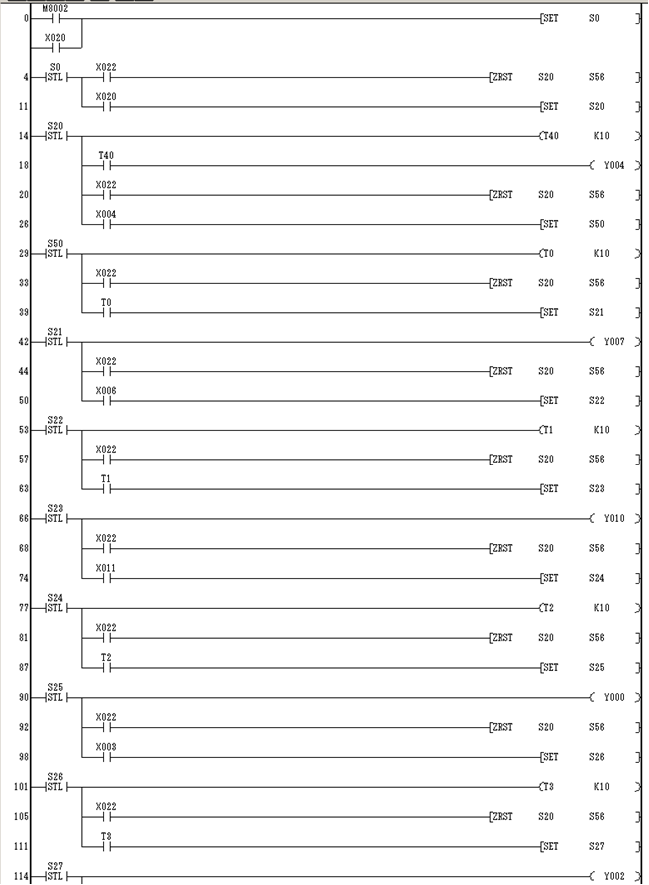 M8002
0 [SET S0 ]
X020
S0 X022
4 STL [ZRST S20 S56 ]
X020
11 [SET S20 ]
S20
14 STL (T40 K10 )
T40
18 ( Y004 )
X022
20 [ZRST S20 S56 ]
X004
26 [SET S50 ]
S50
29 STL (T0 K10 )
X022
33 [ZRST S20 S56 ]
T0
39 [SET S21 ]
S21
42 STL ( Y007 )
X022
44 [ZRST S20 S56 ]
X006
50 [SET S22 ]
S22
53 STL (T1 K10 )
X022
57 [ZRST S20 S56 ]
T1
63 [SET S23 ]
S23
66 STL ( Y010 )
X022
68 [ZRST S20 S56 ]
X011
74 [SET S24 ]
S24
77 STL (T2 K10 )
X022
81 [ZRST S20 S56 ]
T2
87 [SET S25 ]
S25
90 STL ( Y000 )
X022
92 [ZRST S20 S56 ]
X003
98 [SET S26 ]
S26
101 STL (T3 K10 )
X022
105 [ZRST S20 S56 ]
T3
111 [SET S27 ]
S27
114 STL ( Y002 )